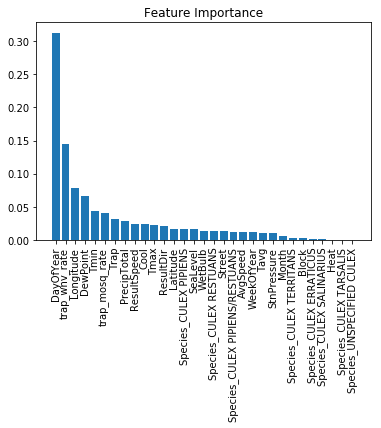 Feature Importance
0.30
0.25
0.20
0.15
0.10
0.05
0.00
DayOfYear
trap_wnv_rate
Longitude
DewPoint
Tmin
trap_mosq_rate
Trap
PrecipTotal
ResultSpeed
Cool
Tmax
ResultDir
Latitude
Species_CULEX PIPIENS
SeaLevel
WetBulb
Species_CULEX RESTUANS
Street
Species_CULEX PIPIENS/RESTUANS
AvgSpeed
WeekOfYear
Tavg
StnPressure
Month
Species_CULEX TERRITANS
Block
Species_CULEX ERRATICUS
Species_CULEX SALINARIUS
Heat
Species_CULEX TARSALIS
Species_UNSPECIFIED CULEX